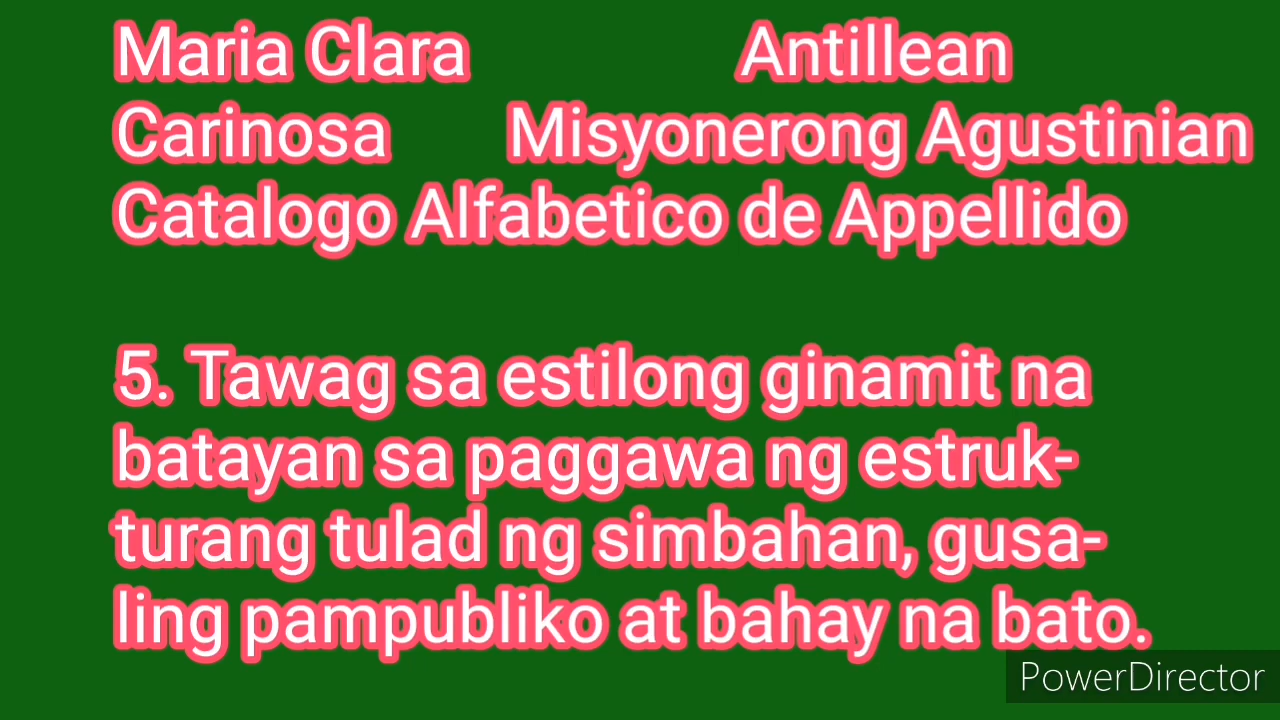 Maria Clara Antillean
Carinosa Misyonerong Agustinian
Catalogo Alfabetico de Appellido
5. Tawag sa estilong ginamit na
batayan sa paggawa ng estruk-
turang tulad ng simbahan, gusa-
ling pampubliko at bahay na bato.
PowerDirector